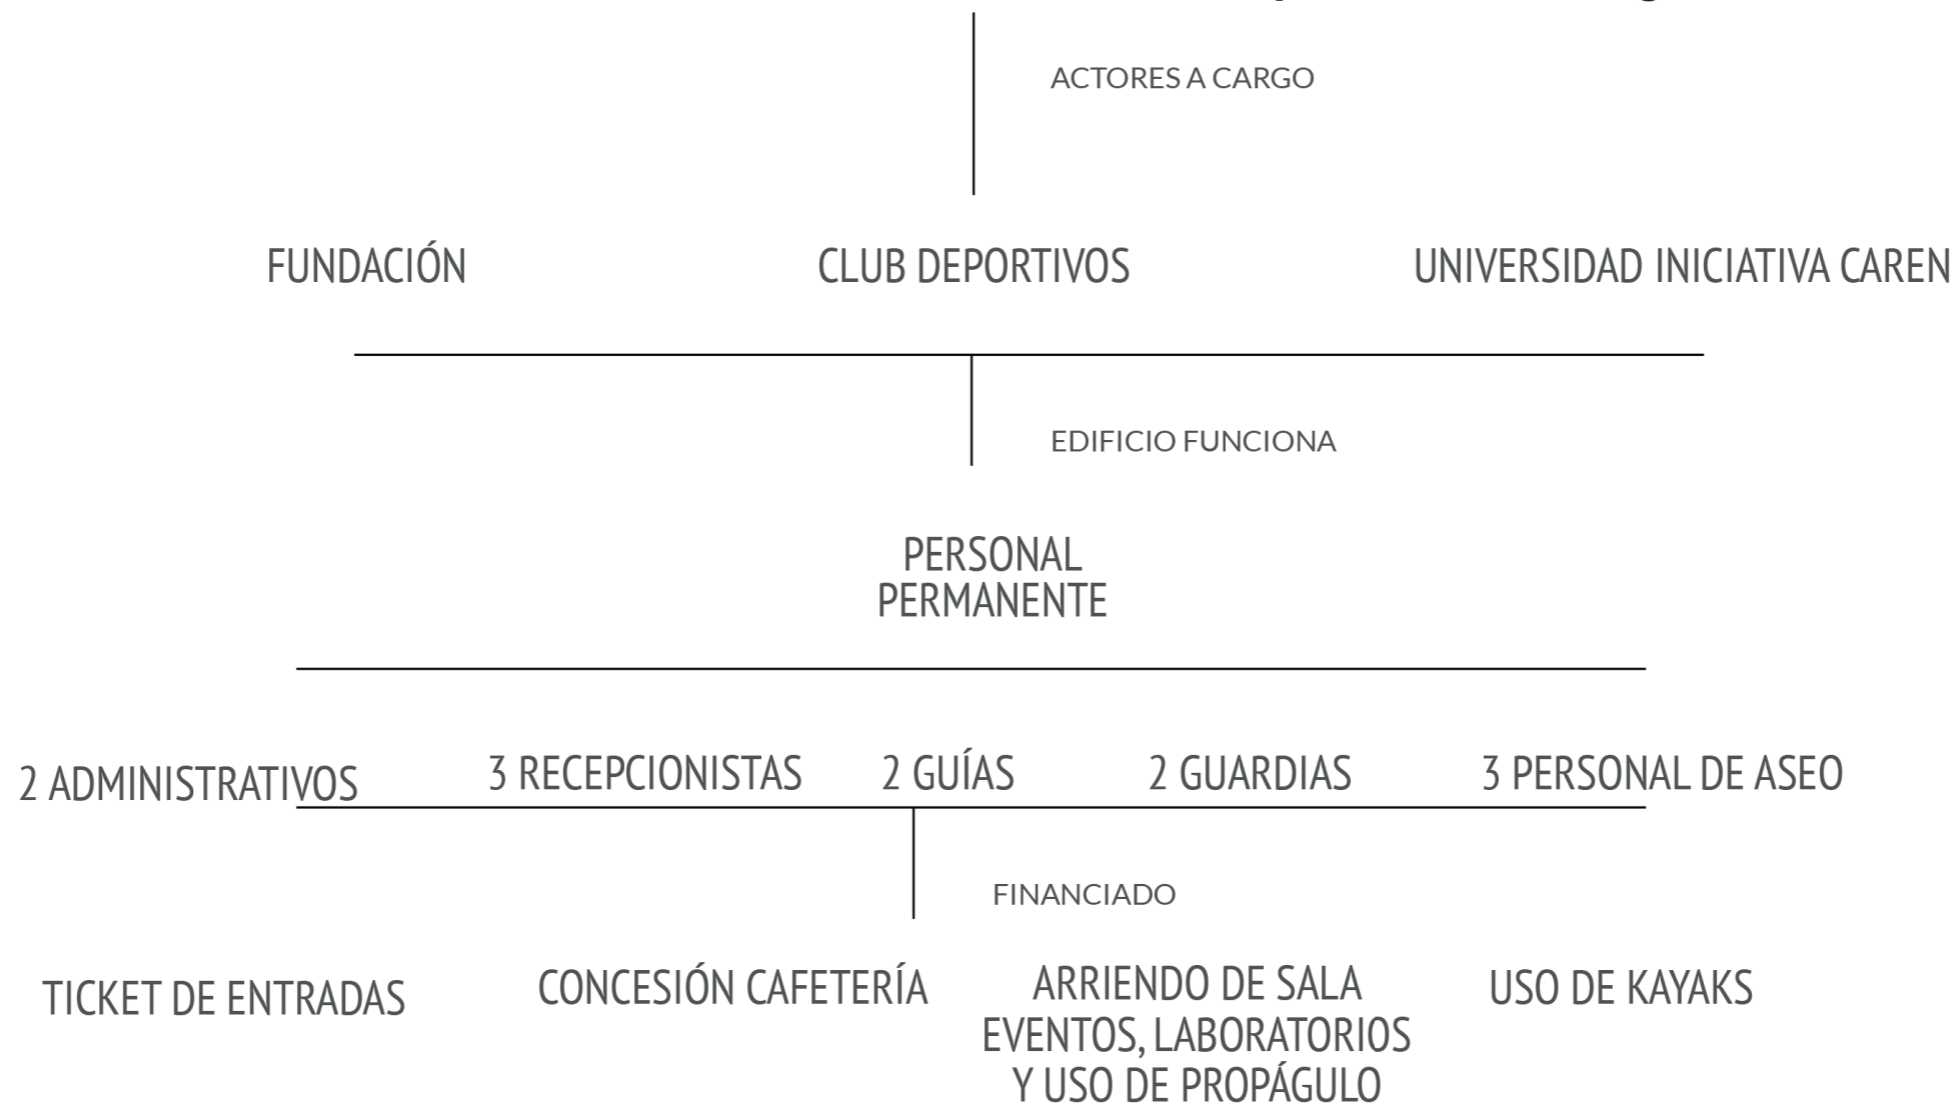 ACTORES A CARGO
FUNDACIÓN
CLUB DEPORTIVOS
UNIVERSIDAD INICIATIVA CAREN
EDIFICIO FUNCIONA
PERSONAL
PERMANENTE
2 ADMINISTRATIVOS
3 RECEPCIONISTAS
2 GUÍAS
2 GUARDIAS
3 PERSONAL DE ASEO
FINANCIADO
TICKET DE ENTRADAS
CONCESIÓN CAFETERÍA
ARRIENDO DE SALA
EVENTOS, LABORATORIOS
Y USO DE PROPÁGULO
USO DE KAYAKS